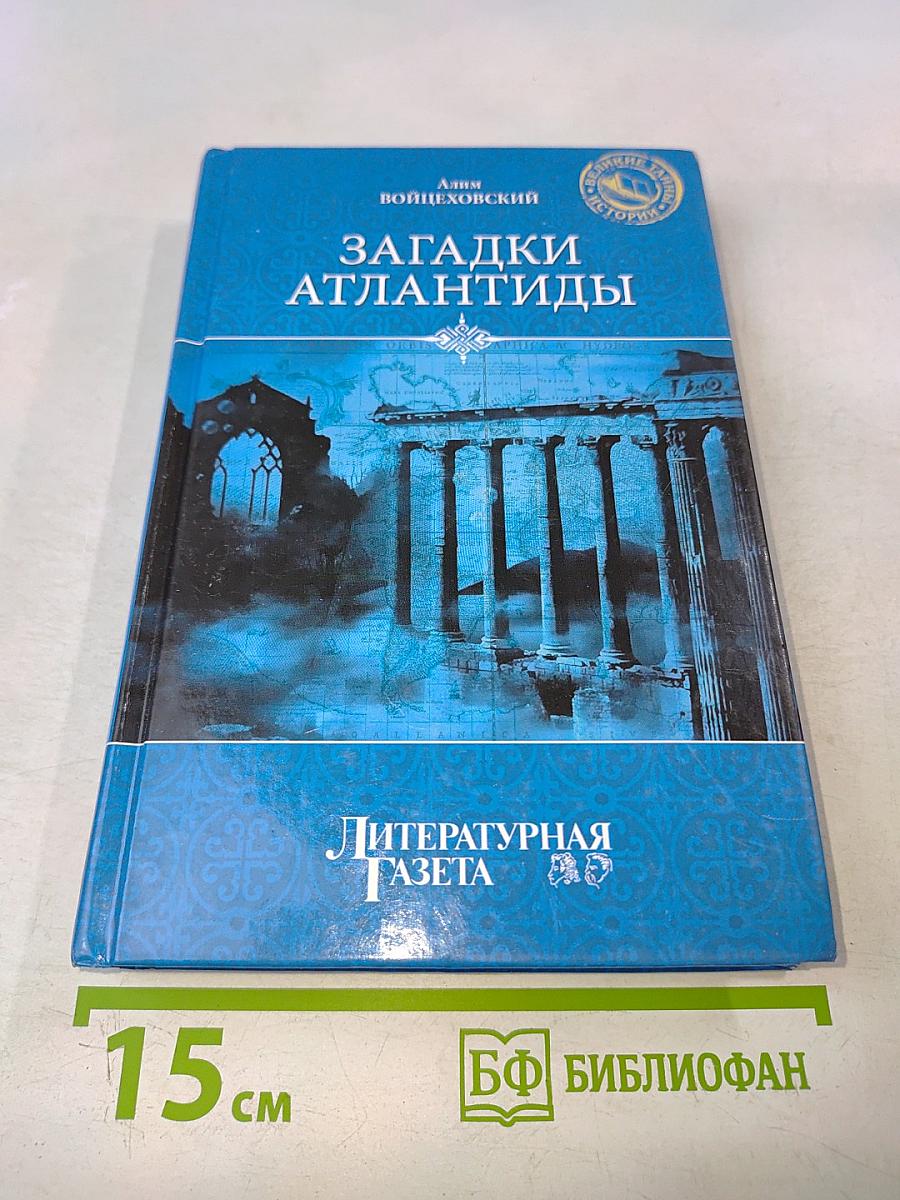 Алим
ВОЙЦЕХОВСКИЙ
ВЕЛИКИЕ ТАЙНЫ
ИСТОРИИ
ЗАГАДКИ
АТЛАНТИДЫ
ЛИТЕРАТУРНАЯ
ГАЗЕТА
15 см
БФ БИБЛИОФАН